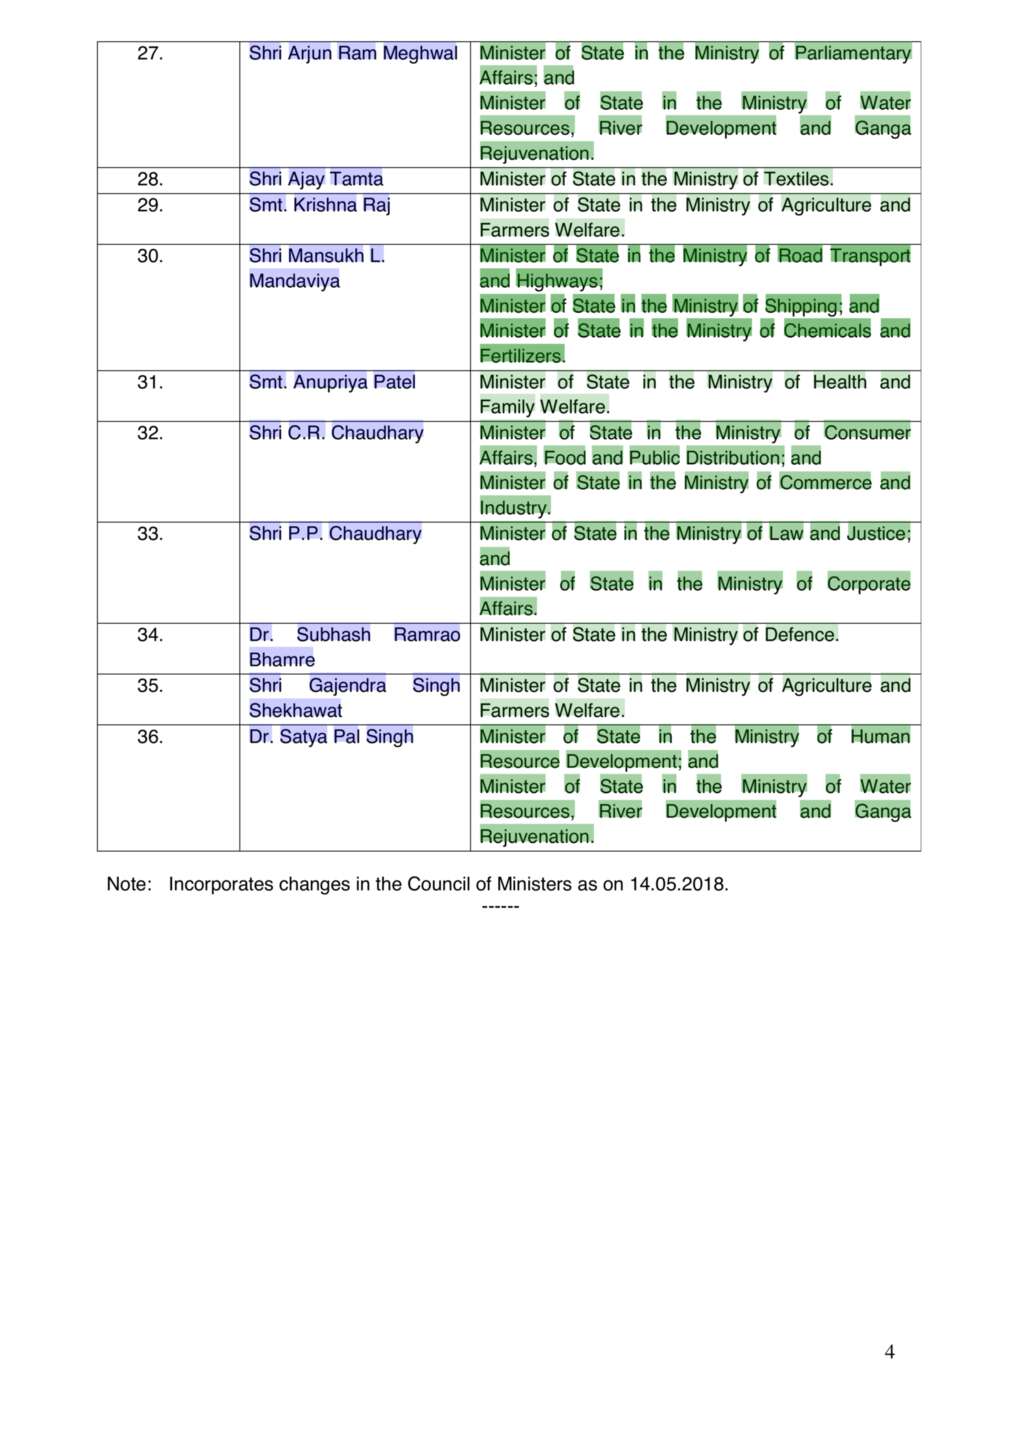 27. Shri Arjun Ram Meghwal Minister of State in the Ministry of Parliamentary
Affairs; and
Minister of State in the Ministry of Water
Resources, River Development and Ganga
Rejuvenation.
28. Shri Ajay Tamta Minister of State in the Ministry of Textiles.
29. Smt. Krishna Raj Minister of State in the Ministry of Agriculture and
Farmers Welfare.
30. Shri Mansukh L. Minister of State in the Ministry of Road Transport
Mandaviya and Highways;
Minister of State in the Ministry of Shipping; and
Minister of State in the Ministry of Chemicals and
Fertilizers.
31. Smt. Anupriya Patel Minister of State in the Ministry of Health and
Family Welfare.
32. Shri C.R. Chaudhary Minister of State in the Ministry of Consumer
Affairs, Food and Public Distribution; and
Minister of State in the Ministry of Commerce and
Industry.
33. Shri P.P. Chaudhary Minister of State in the Ministry of Law and Justice;
and
Minister of State in the Ministry of Corporate
Affairs.
34. Dr. Subhash Ramrao Minister of State in the Ministry of Defence.
Bhamre
35. Shri Gajendra Singh Minister of State in the Ministry of Agriculture and
Shekhawat Farmers Welfare.
36. Dr. Satya Pal Singh Minister of State in the Ministry of Human
Resource Development; and
Minister of State in the Ministry of Water
Resources, River Development and Ganga
Rejuvenation.
Note: Incorporates changes in the Council of Ministers as on 14.05.2018.
------
4